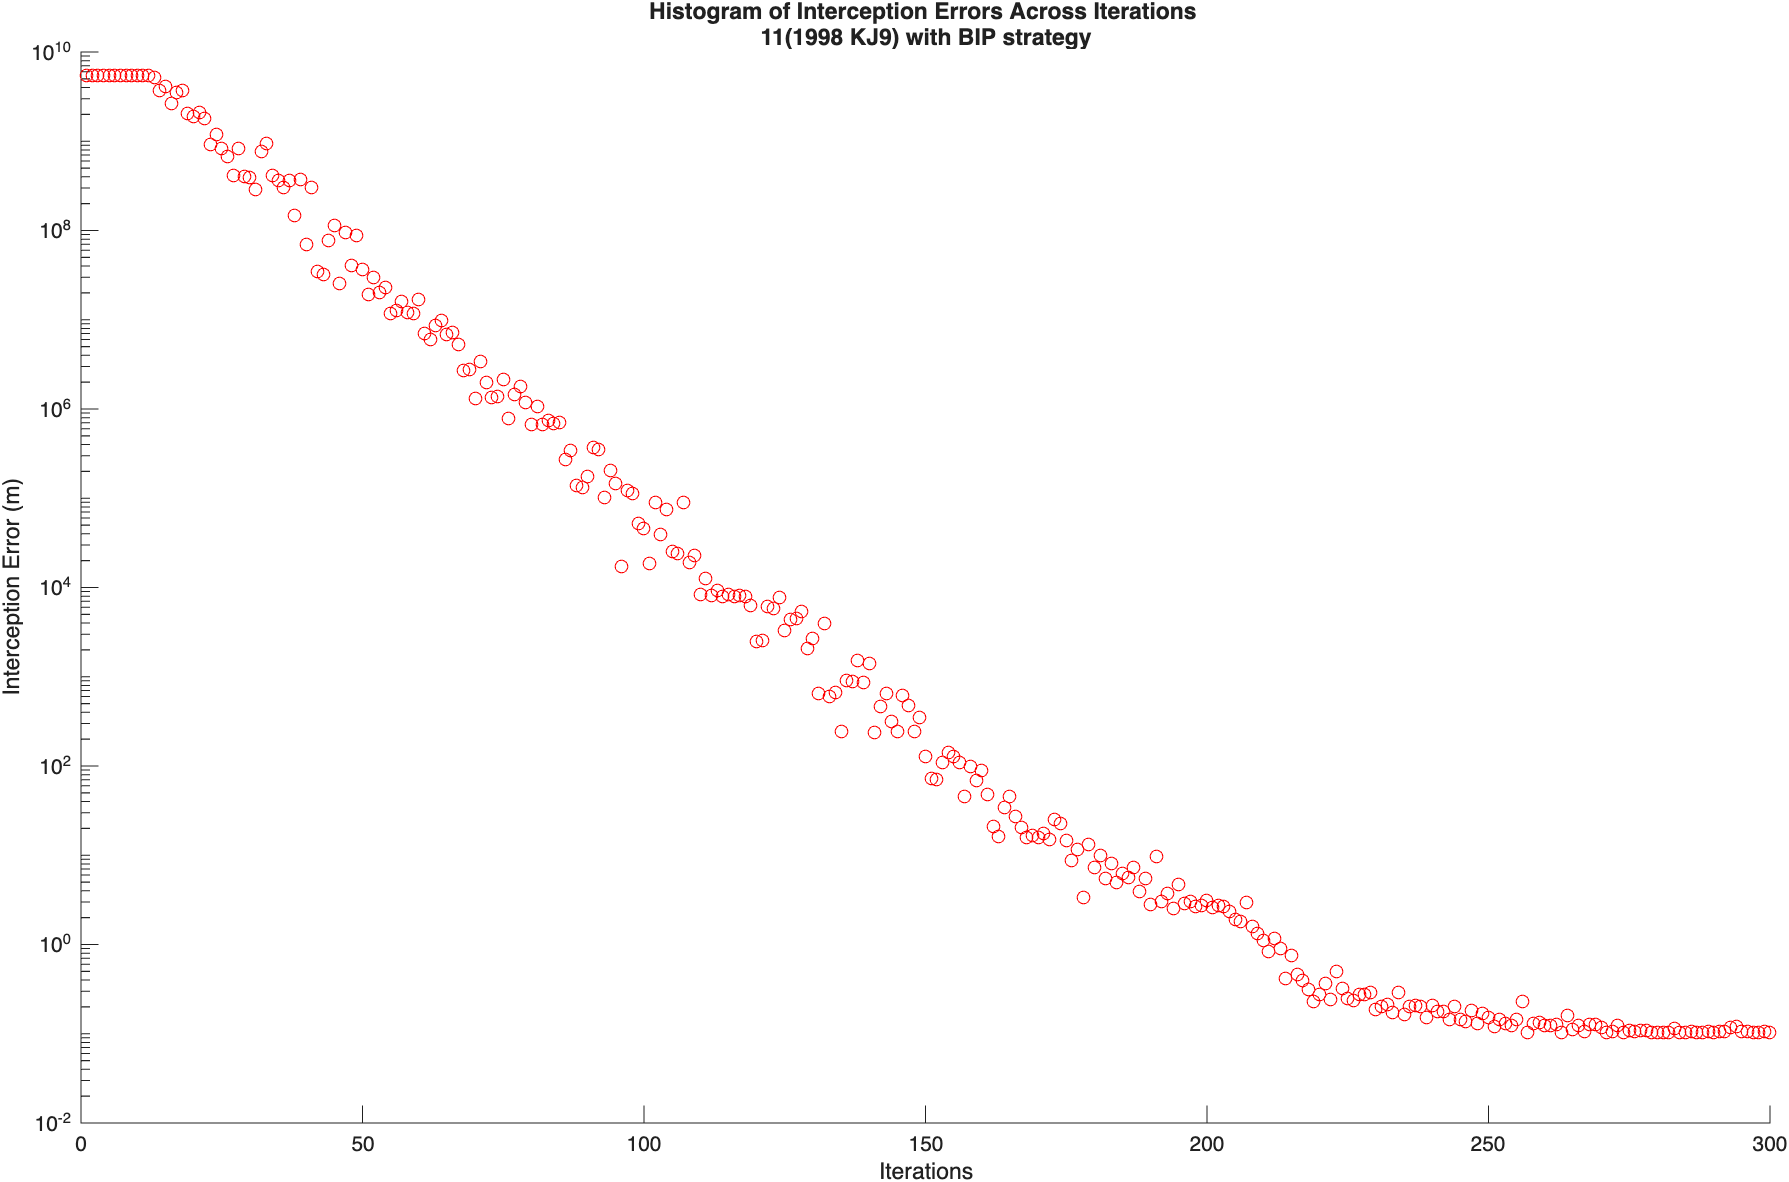 Histogram of Interception Errors Across Iterations
11(1998 KJ9) with BIP strategy
Interception Error (m)
10^10
10^8
10^6
10^4
10^2
10^0
10^-2
0 50 100 150 200 250 300
Iterations